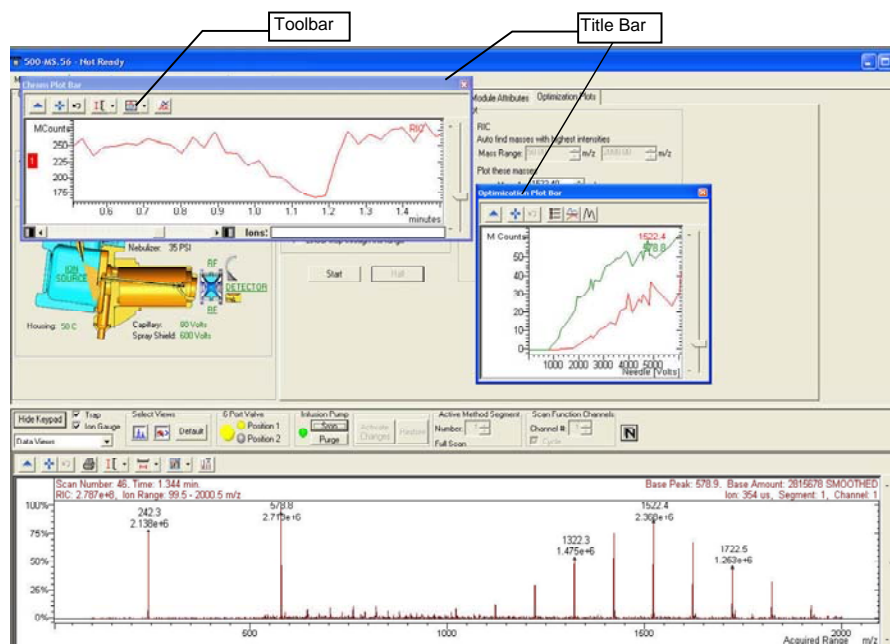 Toolbar
Title Bar
500-MS.56 - Not Ready
Chrom Plot Bar
Module Attributes
Optimization Plots
MCounts
RIC
250
225
200
175
1
0.6 0.7 0.8 0.9 1.0 1.1 1.2 1.3 1.4
minutes
Ions:
RIC
Auto find masses with highest intensities
Mass Range: m/z m/z
Plot these masses
Optimization Plot Bar
M Counts
1522.4
578.8
50
40
30
20
10
0
1000 2000 3000 4000 5000
Needle [Volts]
Nebulizer: 35 PSI
ION
SOURCE
RF
DETECTOR
RF
Housing: 50 C
Capillary: 80 Volts
Spray Shield: 600 Volts
Start
Halt
Hide Keypad
Trap
Ion Gauge
Data Views
Select Views
Default
6 Port Valve
Position 1
Position 2
Infusion Pump
Stop
Purge
Activate
Changes
Active Method Segment
Number:
Full Scan
Scan Function Channels
Channel #:
Cycle
N
Scan Number: 46, Time: 1.344 min.
RIC: 2.787e+8, Ion Range: 99.5 - 2000.5 m/z
Base Peak: 578.9, Base Amount: 2815678 SMOOTHED
Ion: 354 us, Segment: 1, Channel: 1
100%
75%
50%
25%
0%
242.3
2.138e+6
578.8
1322.3
1.475e+6
1522.4
1722.5
1.263e+6
500 1000 1500 2000
Acquired Range m/z